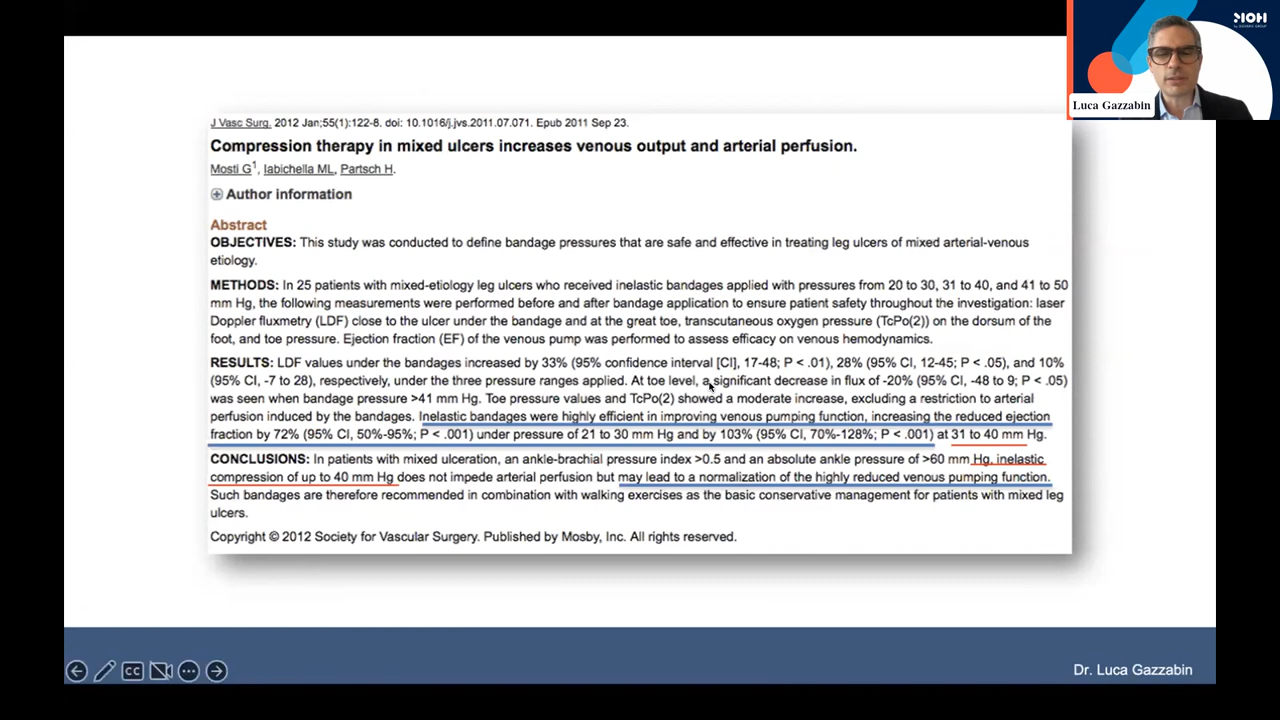 MOH
Luca Gazzabin
J Vasc Surg. 2012 Jan;55(1):122-8. doi: 10.1016/j.jvs.2011.07.071. Epub 2011 Sep 23.
Compression therapy in mixed ulcers increases venous output and arterial perfusion.
Mosti G1, Iabichella ML, Partsch H.
Author information
Abstract
OBJECTIVES: This study was conducted to define bandage pressures that are safe and effective in treating leg ulcers of mixed arterial-venous
etiology.
METHODS: In 25 patients with mixed-etiology leg ulcers who received inelastic bandages applied with pressures from 20 to 30, 31 to 40, and 41 to 50
mm Hg, the following measurements were performed before and after bandage application to ensure patient safety throughout the investigation: laser
Doppler fluxmetry (LDF) close to the ulcer under the bandage and at the great toe, transcutaneous oxygen pressure (TcPo(2)) on the dorsum of the
foot, and toe pressure. Ejection fraction (EF) of the venous pump was performed to assess efficacy on venous hemodynamics.
RESULTS: LDF values under the bandages increased by 33% (95% confidence interval [CI], 17-48; P < .01), 28% (95% CI, 12-45; P < .05), and 10%
(95% CI, -7 to 28), respectively, under the three pressure ranges applied. At toe level, a significant decrease in flux of -20% (95% CI, -48 to 9; P < .05)
was seen when bandage pressure >41 mm Hg. Toe pressure values and TcPo(2) showed a moderate increase, excluding a restriction to arterial
perfusion induced by the bandages. Inelastic bandages were highly efficient in improving venous pumping function, increasing the reduced ejection
fraction by 72% (95% CI, 50%-95%; P < .001) under pressure of 21 to 30 mm Hg and by 103% (95% CI, 70%-128%; P < .001) at 31 to 40 mm Hg.
CONCLUSIONS: In patients with mixed ulceration, an ankle-brachial pressure index >0.5 and an absolute ankle pressure of >60 mm Hg, inelastic
compression of up to 40 mm Hg does not impede arterial perfusion but may lead to a normalization of the highly reduced venous pumping function.
Such bandages are therefore recommended in combination with walking exercises as the basic conservative management for patients with mixed leg
ulcers.
Copyright © 2012 Society for Vascular Surgery. Published by Mosby, Inc. All rights reserved.
CC
Dr. Luca Gazzabin